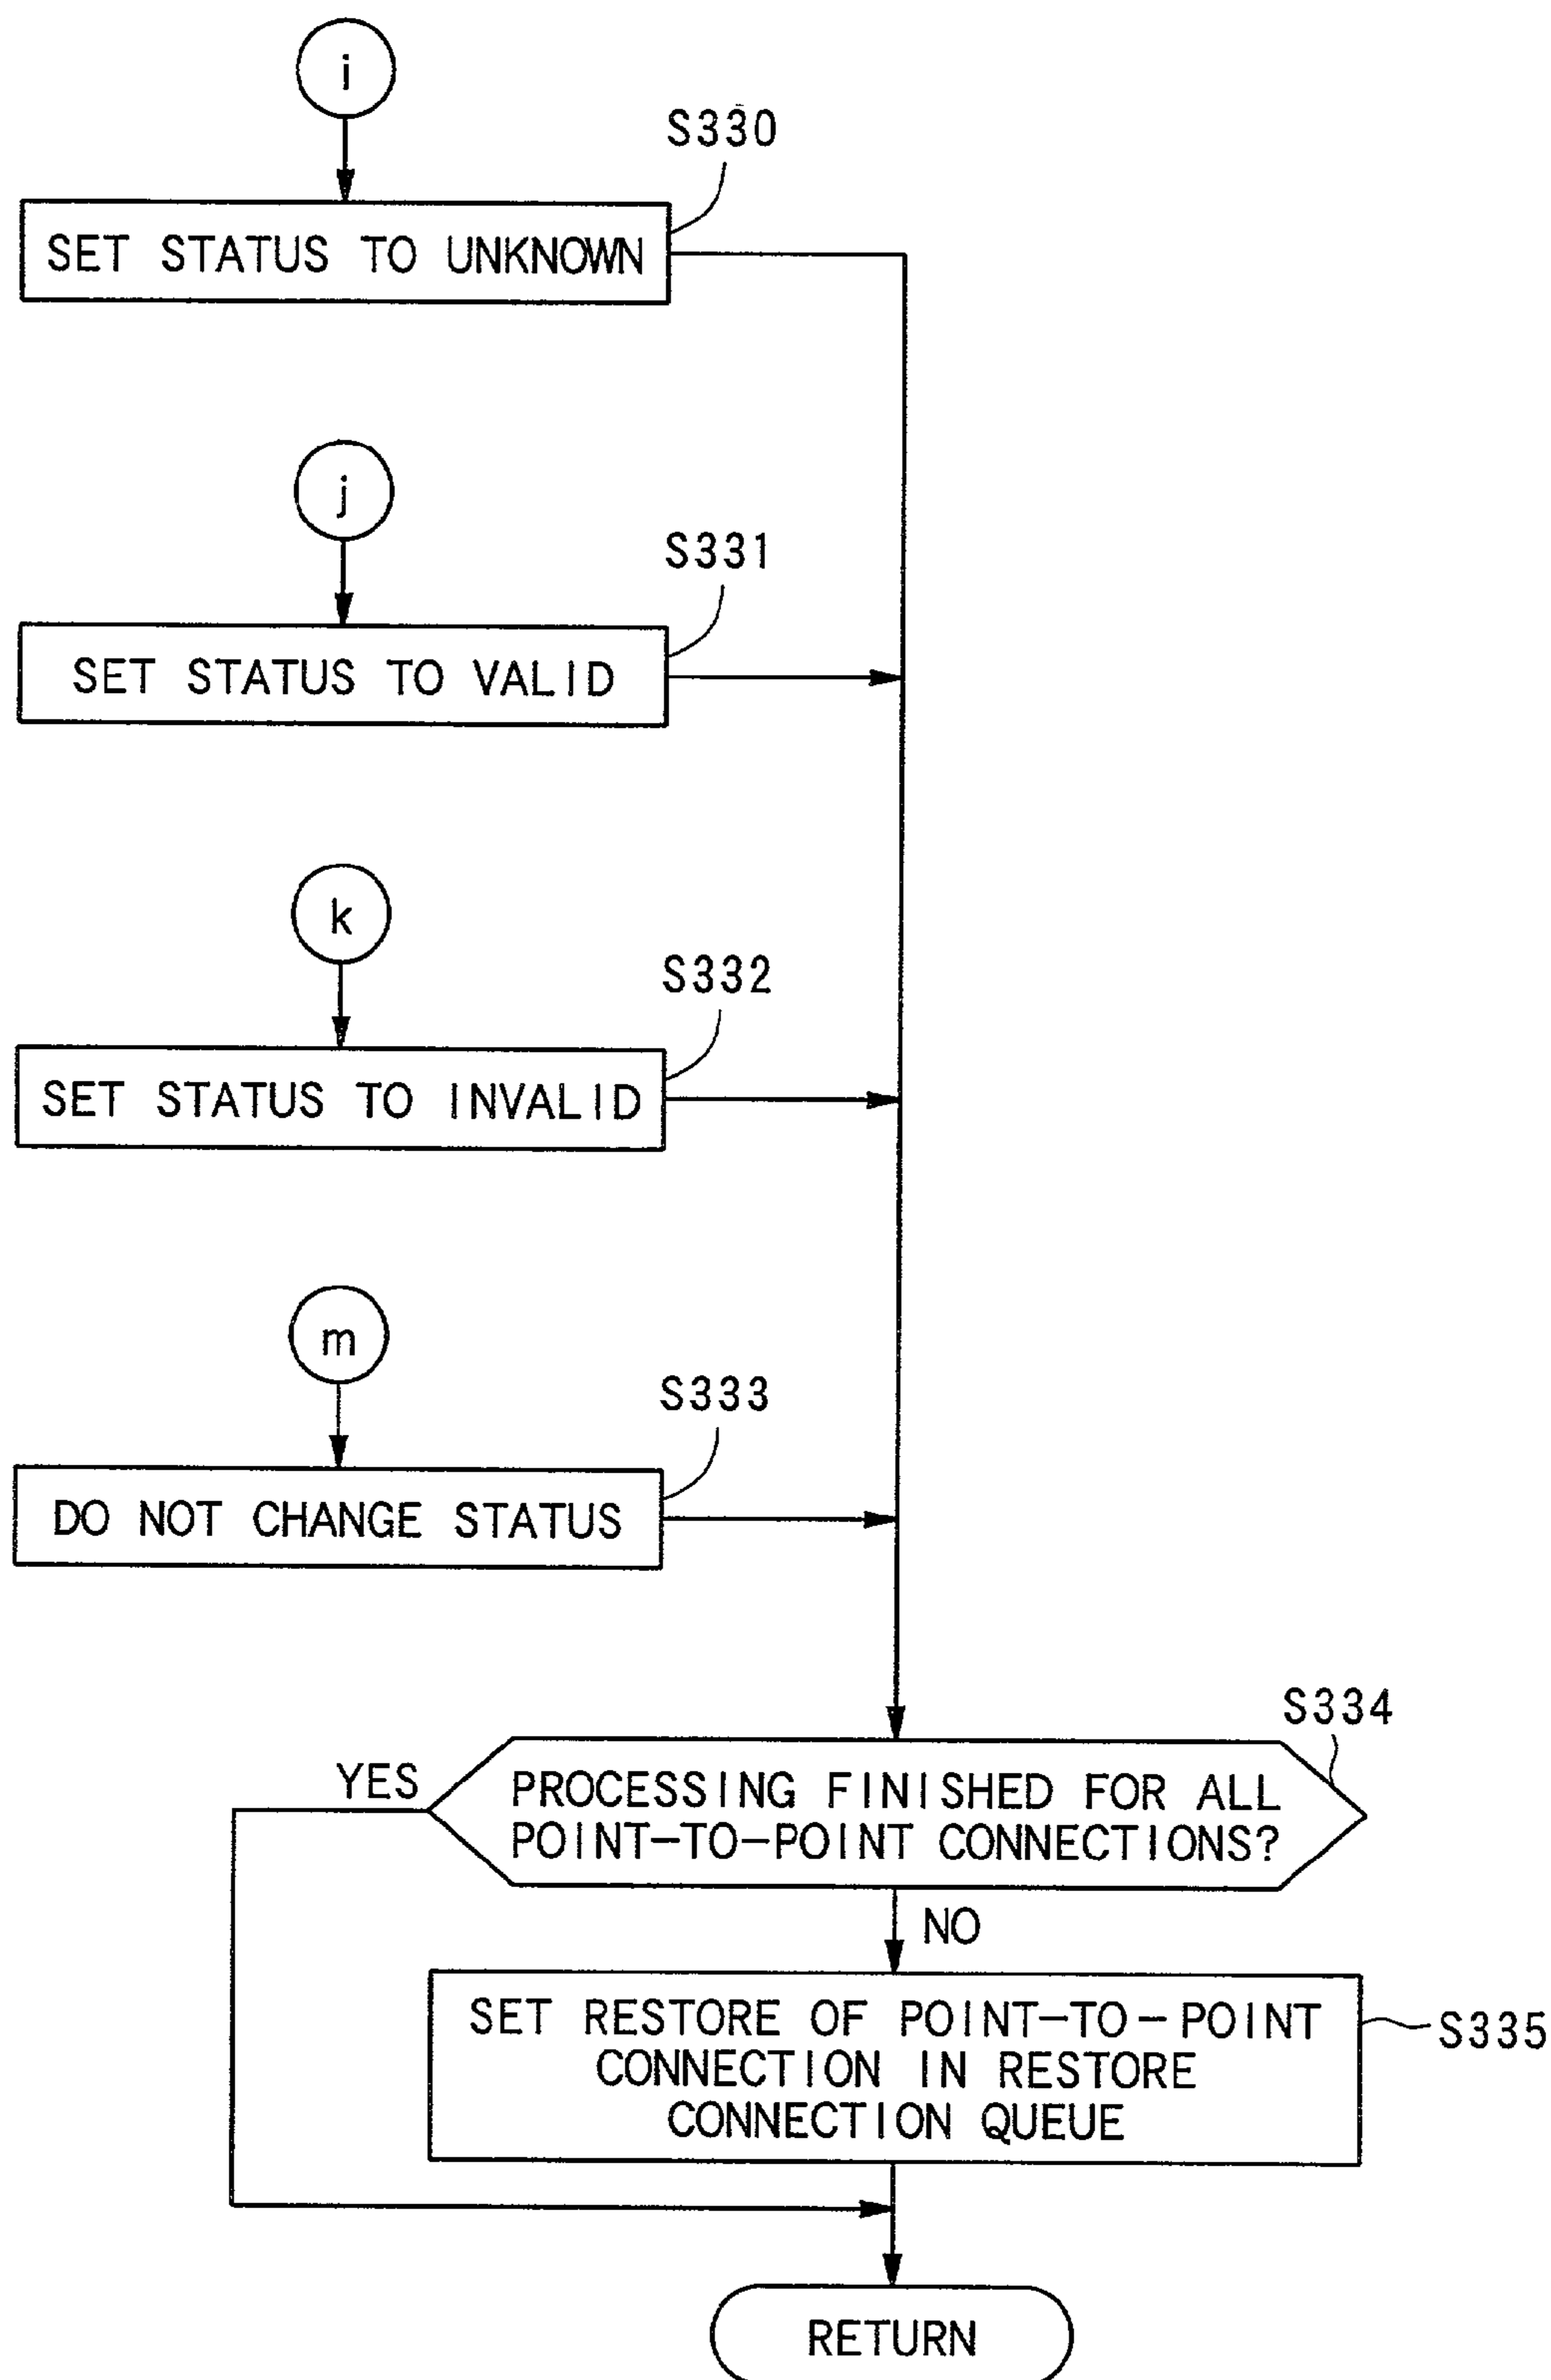 i
S330
SET STATUS TO UNKNOWN
j
S331
SET STATUS TO VALID
k
S332
SET STATUS TO INVALID
m
S333
DO NOT CHANGE STATUS
S334
YES
PROCESSING FINISHED FOR ALL
POINT-TO-POINT CONNECTIONS?
NO
SET RESTORE OF POINT-TO-POINT
CONNECTION IN RESTORE
CONNECTION QUEUE
S335
RETURN